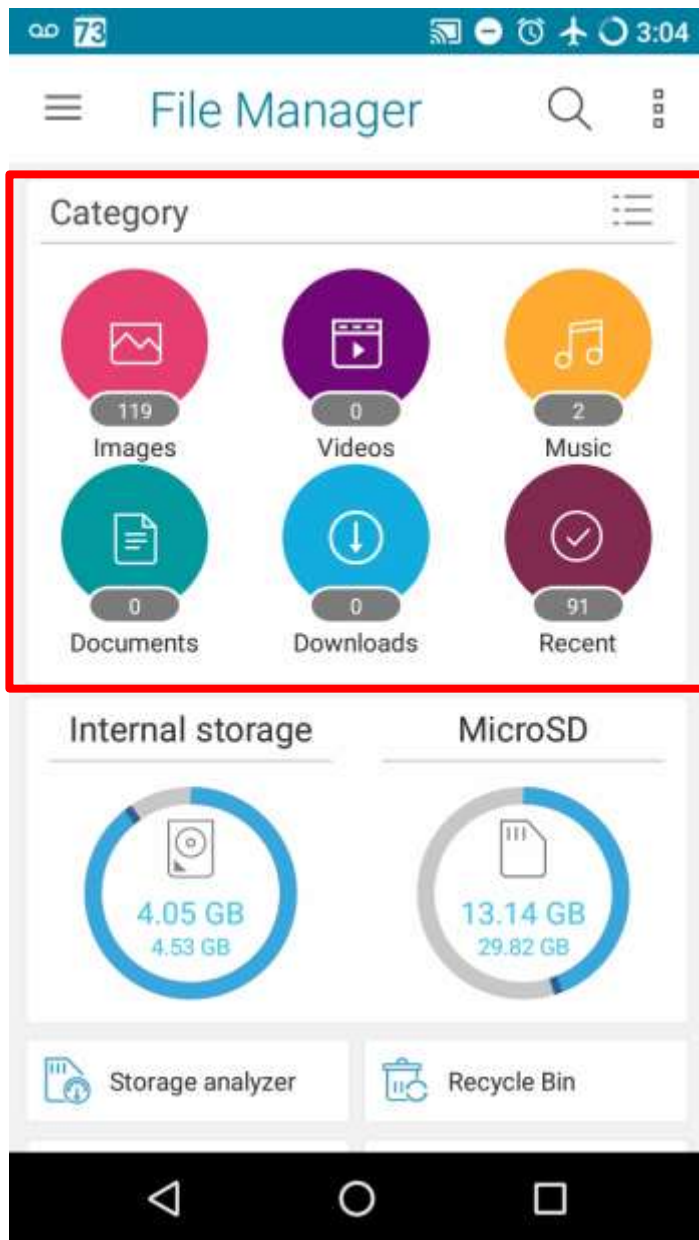 73 3:04
File Manager
Category
119 0 2
Images Videos Music
0 0 91
Documents Downloads Recent
Internal storage MicroSD
4.05 GB 13.14 GB
4.53 GB 29.82 GB
Storage analyzer Recycle Bin